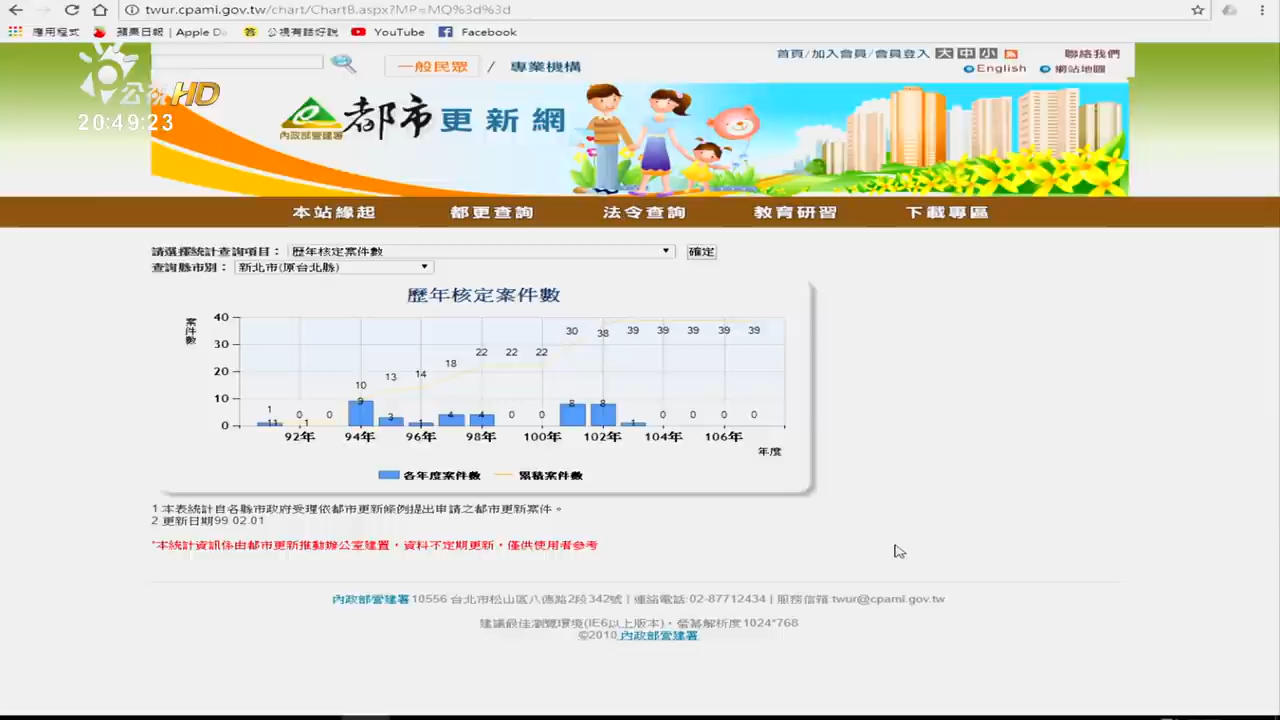 twur.cpami.gov.tw/chart/Chart8.aspx?MP=MQ%3d%3d
應用程式 蘋果日報 | Apple Da 答 公視有話好說 YouTube Facebook
首頁/加入會員/會員登入 大 中 小 聯絡我們
一般民眾 / 專業機構 English 網站地圖
公視HD
20:49:23
內政部營建署 都市更新網
本站緣起 都更查詢 法令查詢 教育研習 下載專區
請選擇統計查詢項目： 歷年核定案件數 確定
查詢縣市別： 新北市(原台北縣)
歷年核定案件數
案件數
40
30
20
10
0
1 0 0 10 13 14 18 22 22 22 30 38 39 39 39 39 39
11 1 9 3 1 4 4 0 0 8 8 1 0 0 0 0
92年 94年 96年 98年 100年 102年 104年 106年
年度
各年度案件數 累積案件數
1 本表統計自各縣市政府受理依都市更新條例提出申請之都市更新案件。
2 更新日期99 02.01
*本統計資訊係由都市更新推動辦公室建置，資料不定期更新，僅供使用者參考
內政部營建署 10556 台北市松山區八德路2段342號 | 連絡電話:02-87712434 | 服務信箱:twur@cpami.gov.tw
建議最佳瀏覽環境(IE6以上版本)，螢幕解析度1024*768
©2010 內政部營建署